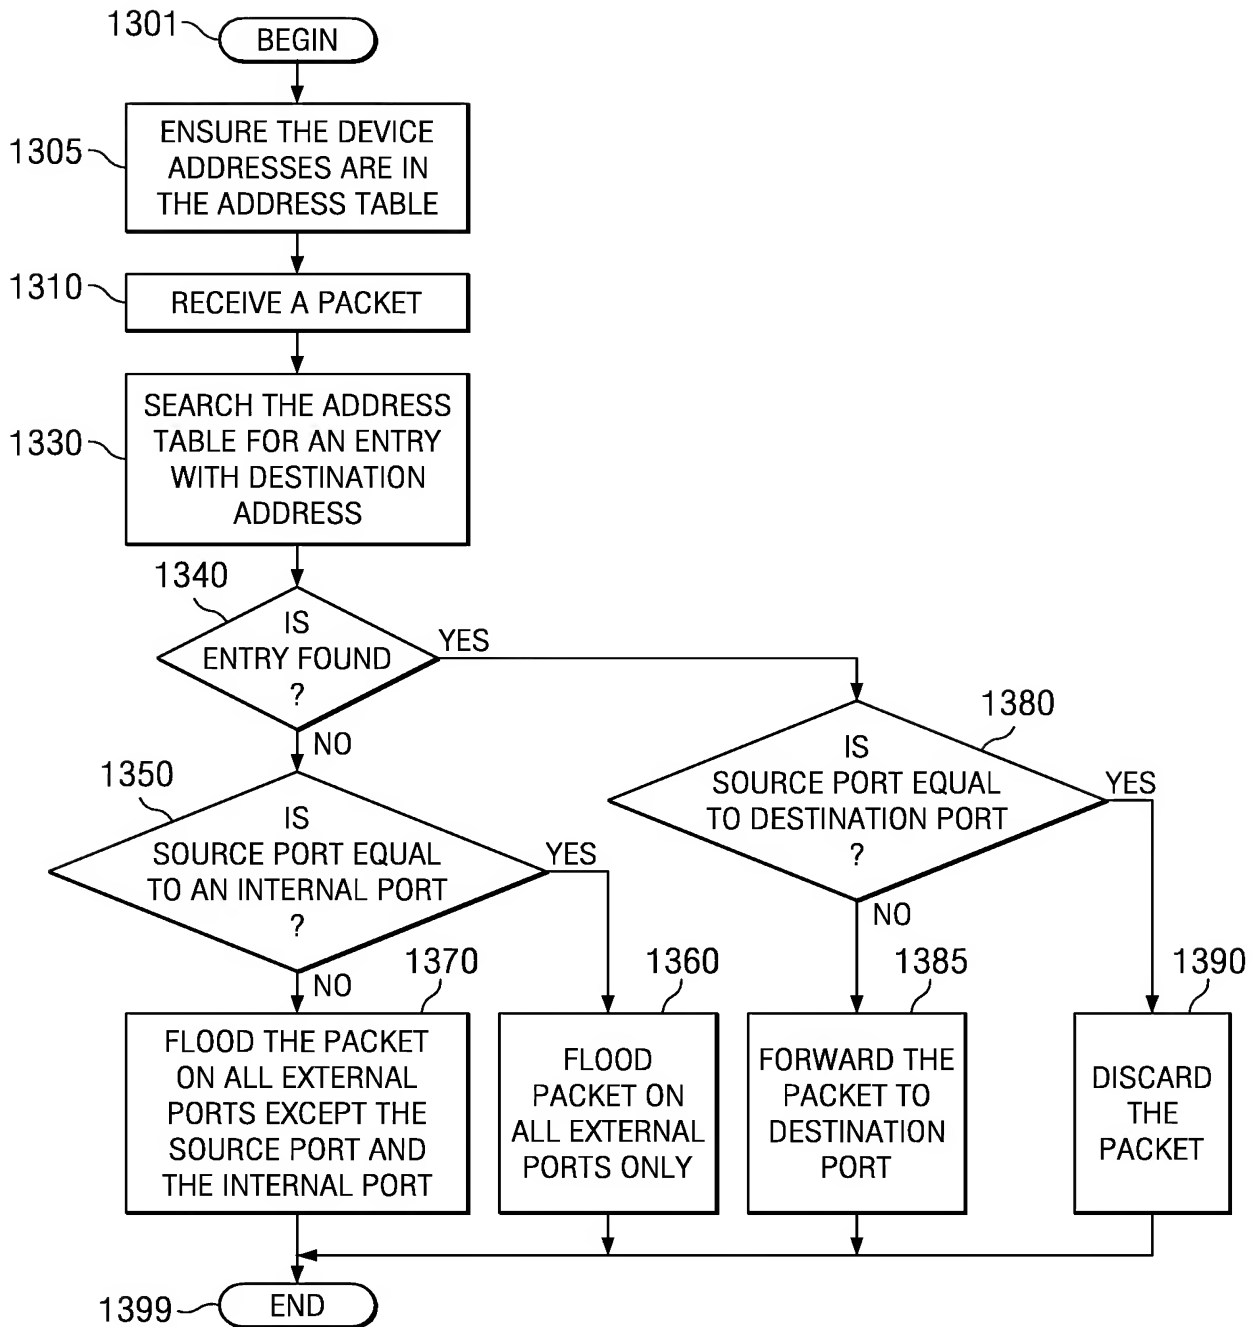 1301
BEGIN
1305
ENSURE THE DEVICE
ADDRESSES ARE IN
THE ADDRESS TABLE
1310
RECEIVE A PACKET
1330
SEARCH THE ADDRESS
TABLE FOR AN ENTRY
WITH DESTINATION
ADDRESS
1340
IS
ENTRY FOUND
?
YES
NO
1380
IS
SOURCE PORT EQUAL
TO DESTINATION PORT
?
YES
NO
1350
IS
SOURCE PORT EQUAL
TO AN INTERNAL PORT
?
YES
NO
1370
FLOOD THE PACKET
ON ALL EXTERNAL
PORTS EXCEPT THE
SOURCE PORT AND
THE INTERNAL PORT
1360
FLOOD
PACKET ON
ALL EXTERNAL
PORTS ONLY
1385
FORWARD THE
PACKET TO
DESTINATION
PORT
1390
DISCARD
THE
PACKET
1399
END